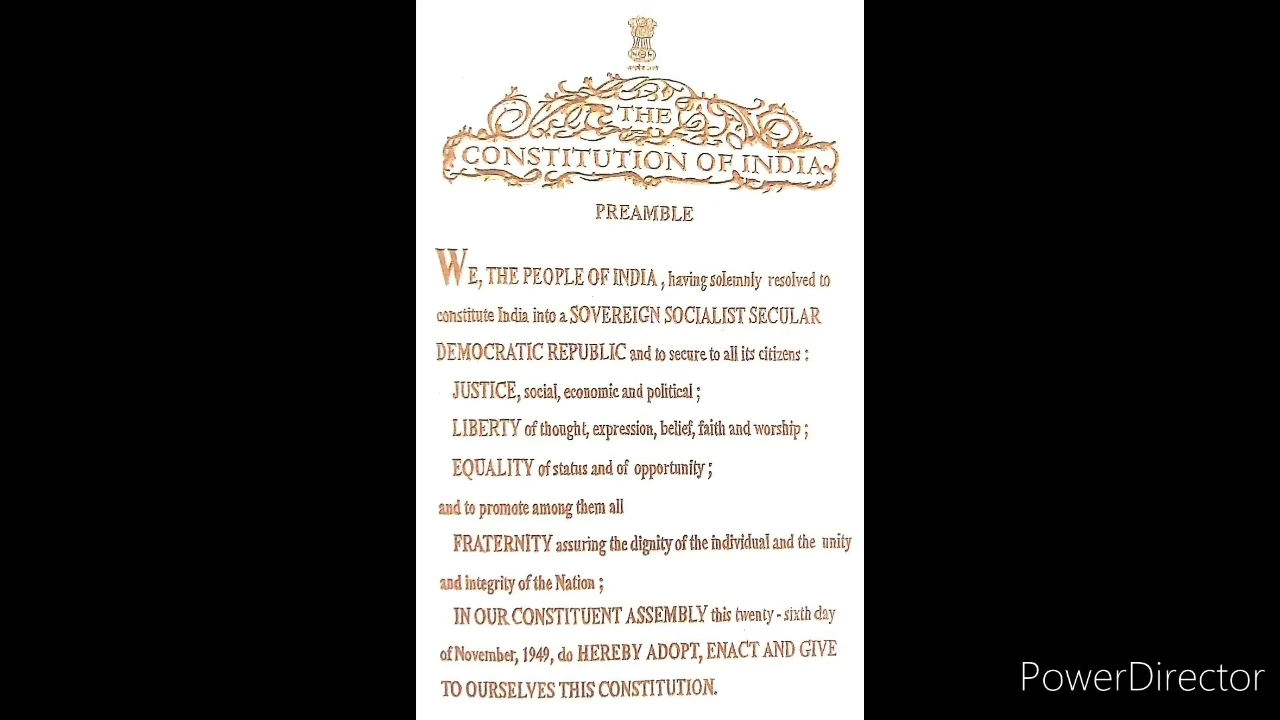 THE
CONSTITUTION OF INDIA
PREAMBLE
WE, THE PEOPLE OF INDIA , having solemnly resolved to
constitute India into a SOVEREIGN SOCIALIST SECULAR
DEMOCRATIC REPUBLIC and to secure to all its citizens :
JUSTICE, social, economic and political ;
LIBERTY of thought, expression, belief, faith and worship ;
EQUALITY of status and of opportunity ;
and to promote among them all
FRATERNITY assuring the dignity of the individual and the unity
and integrity of the Nation ;
IN OUR CONSTITUENT ASSEMBLY this twenty - sixth day
of November, 1949, do HEREBY ADOPT, ENACT AND GIVE
TO OURSELVES THIS CONSTITUTION.
PowerDirector